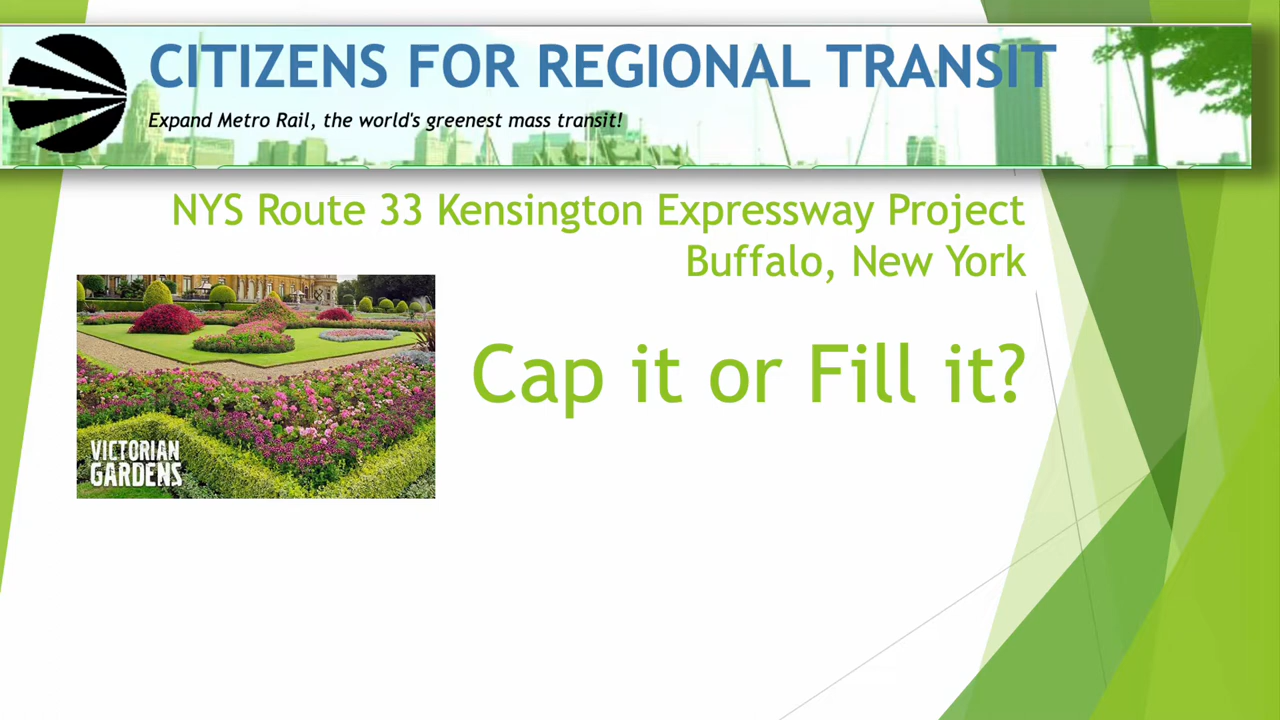 CITIZENS FOR REGIONAL TRANSIT
Expand Metro Rail, the world's greenest mass transit!
NYS Route 33 Kensington Expressway Project
Buffalo, New York
Cap it or Fill it?
VICTORIAN
GARDENS